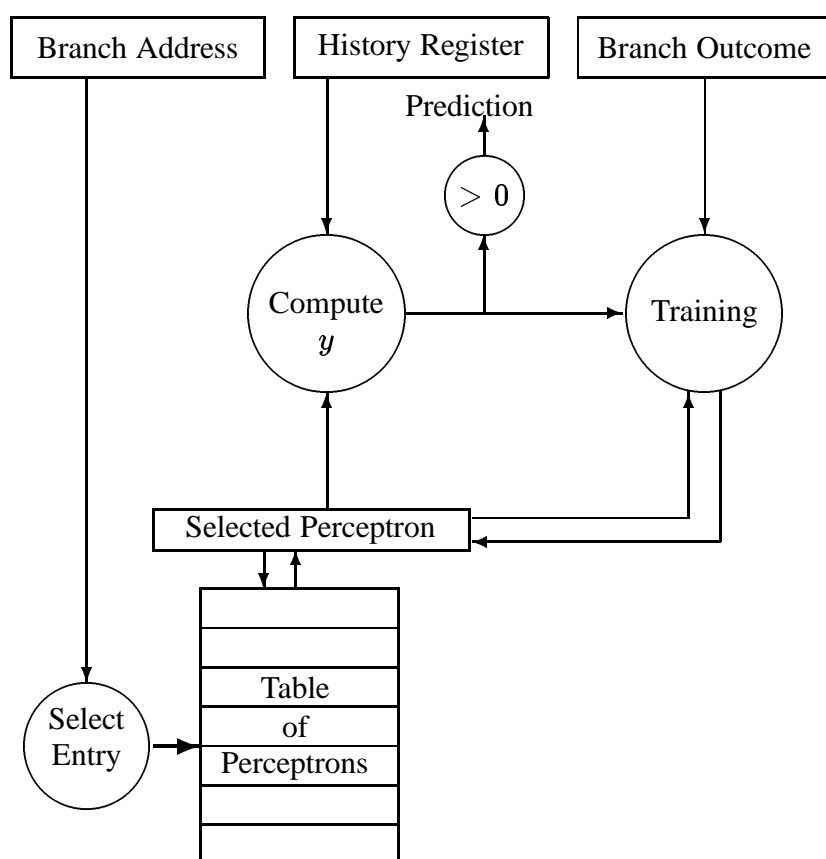 Branch Address
History Register
Branch Outcome
Prediction
> 0
Compute
y
Training
Selected Perceptron
Table
of
Perceptrons
Select
Entry